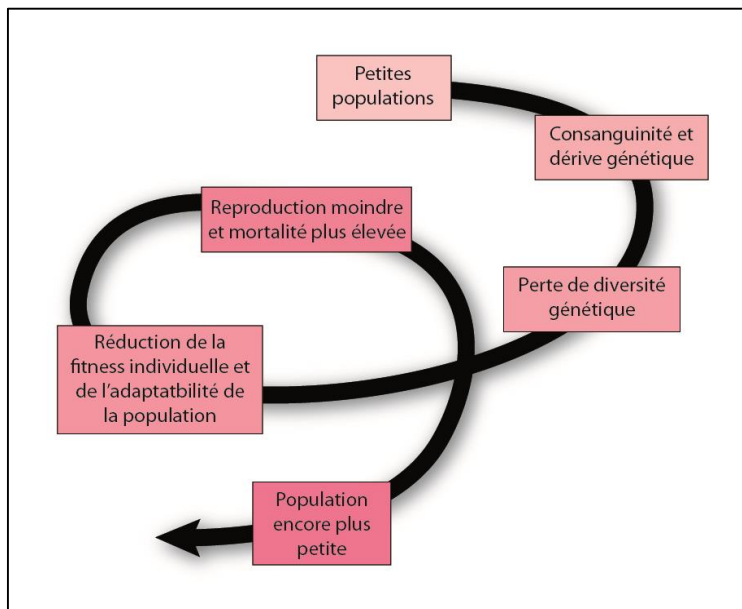 Petites
populations
Consanguinité et
dérive génétique
Perte de diversité
génétique
Réduction de la
fitness individuelle et
de l'adaptatbilité de
la population
Reproduction moindre
et mortalité plus élevée
Population
encore plus
petite